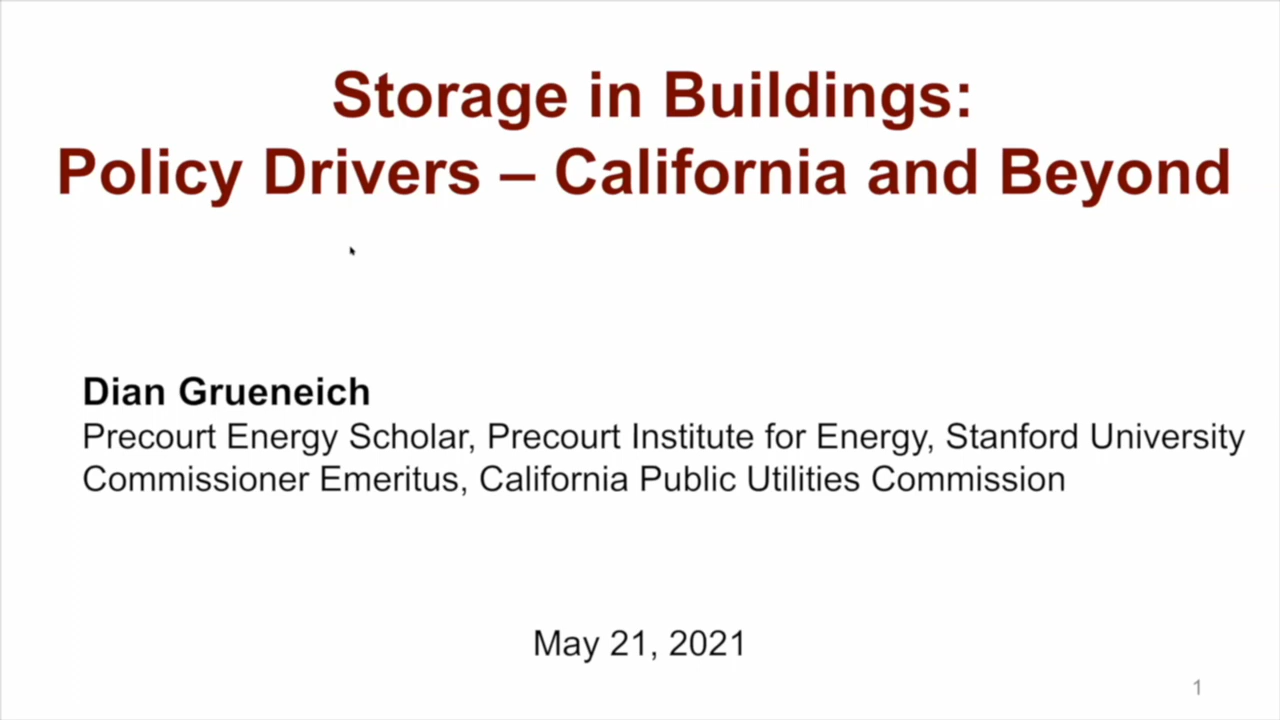 Storage in Buildings:
Policy Drivers – California and Beyond
Dian Grueneich
Precourt Energy Scholar, Precourt Institute for Energy, Stanford University
Commissioner Emeritus, California Public Utilities Commission
May 21, 2021
1